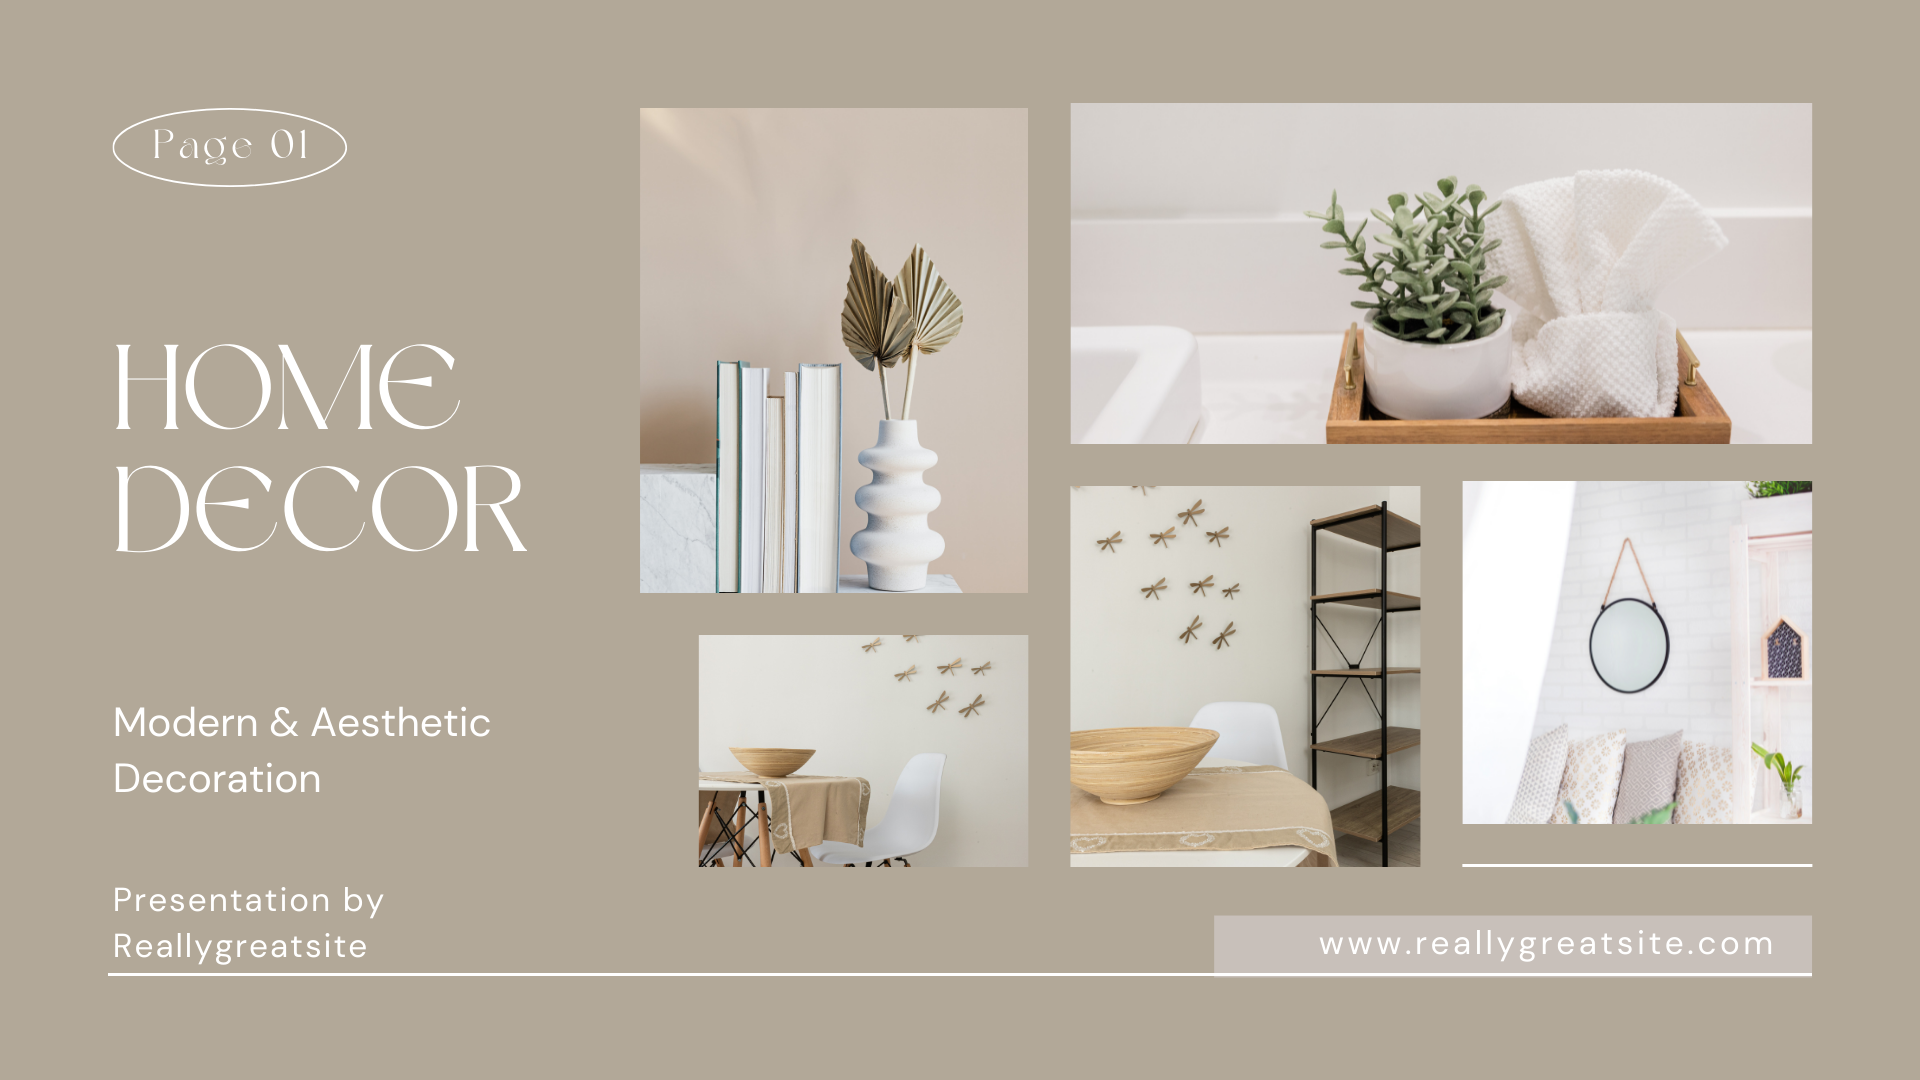 Page 01
HOME
DECOR
Modern & Aesthetic
Decoration
Presentation by
Reallygreatsite
www.reallygreatsite.com